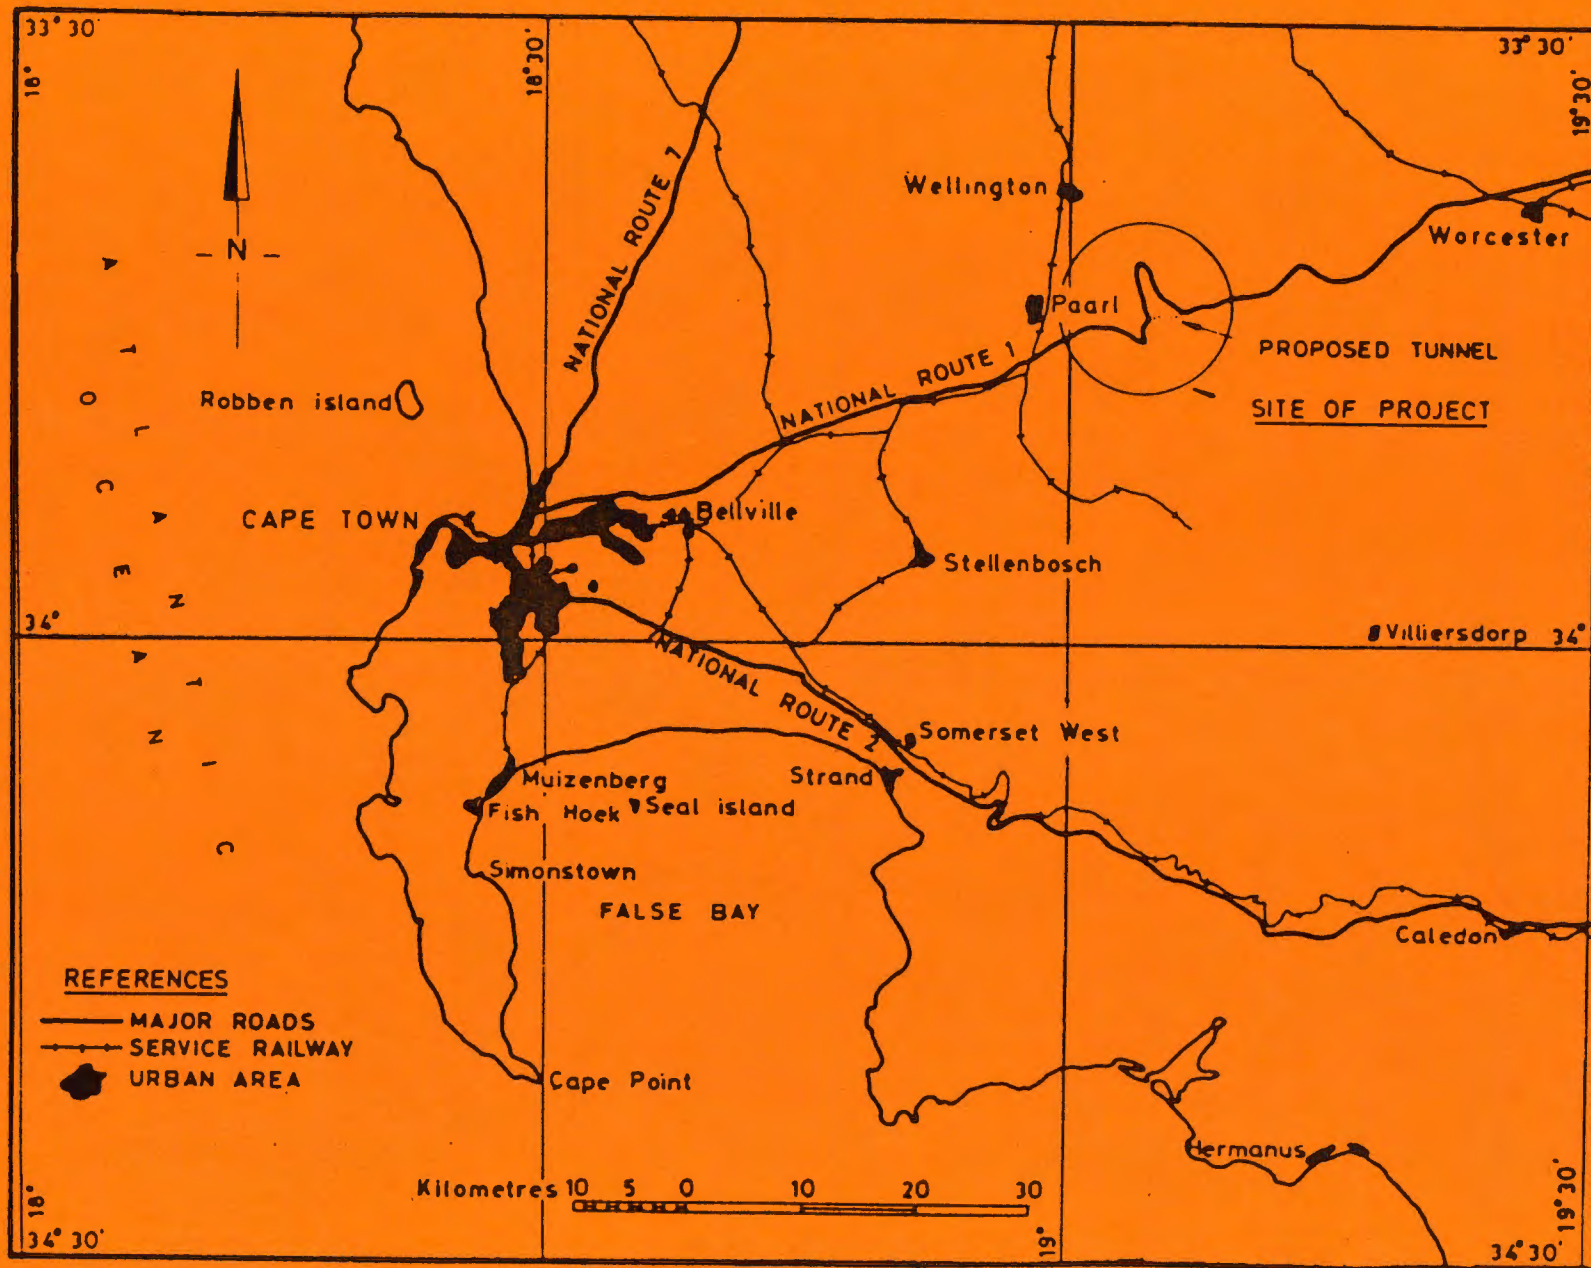 33° 30
18°
18°30'
33° 30'
19°30'
N
NATIONAL ROUTE 7
Wellington
Worcester
Paarl
PROPOSED TUNNEL
SITE OF PROJECT
NATIONAL ROUTE 1
Robben island
ATOLCAENATNIC
CAPE TOWN
Bellville
Stellenbosch
34°
Villiersdorp 34°
NATIONAL ROUTE 2
Somerset West
Muizenberg
Strand
Fish Hoek
Seal island
Simonstown
FALSE BAY
Caledon
REFERENCES
MAJOR ROADS
SERVICE RAILWAY
URBAN AREA
Cape Point
Hermanus
Kilometres 10 5 0 10 20 30
18°
34° 30'
19°
19°30'
34° 30'